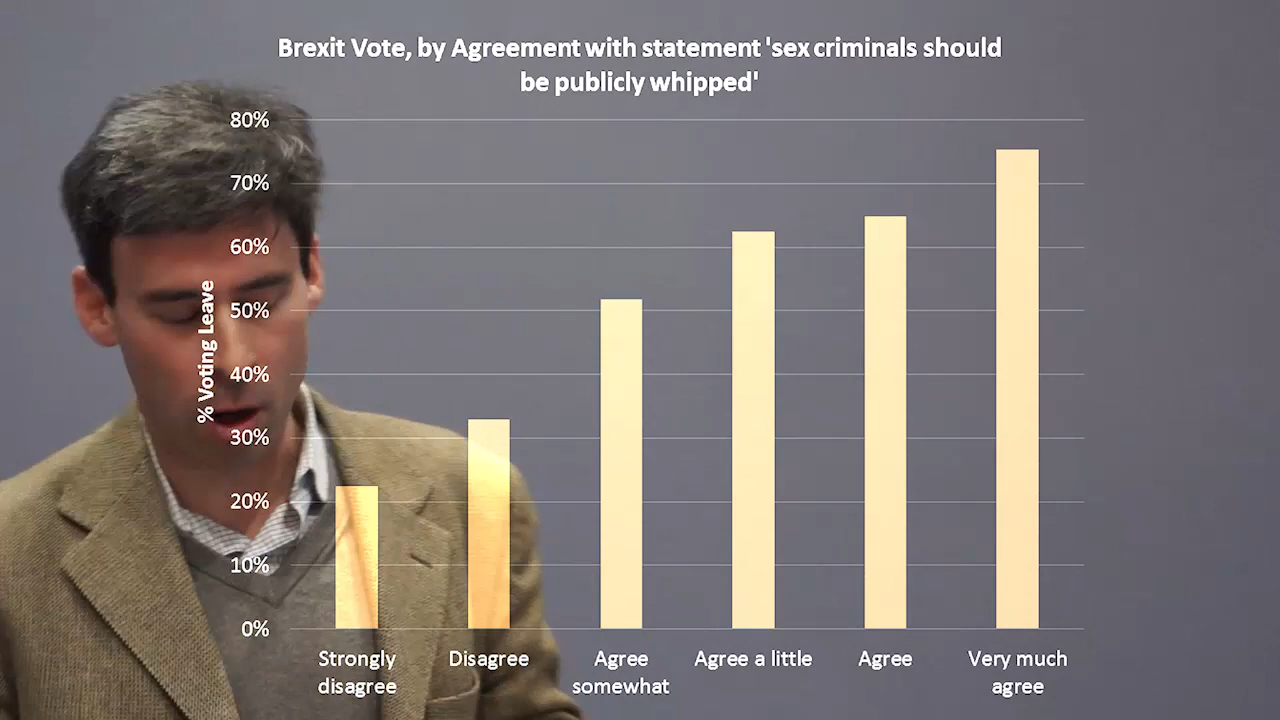 Brexit Vote, by Agreement with statement 'sex criminals should
be publicly whipped'
80%
70%
60%
50%
40%
30%
20%
10%
0%
% Voting Leave
Strongly
disagree
Disagree
Agree
somewhat
Agree a little
Agree
Very much
agree